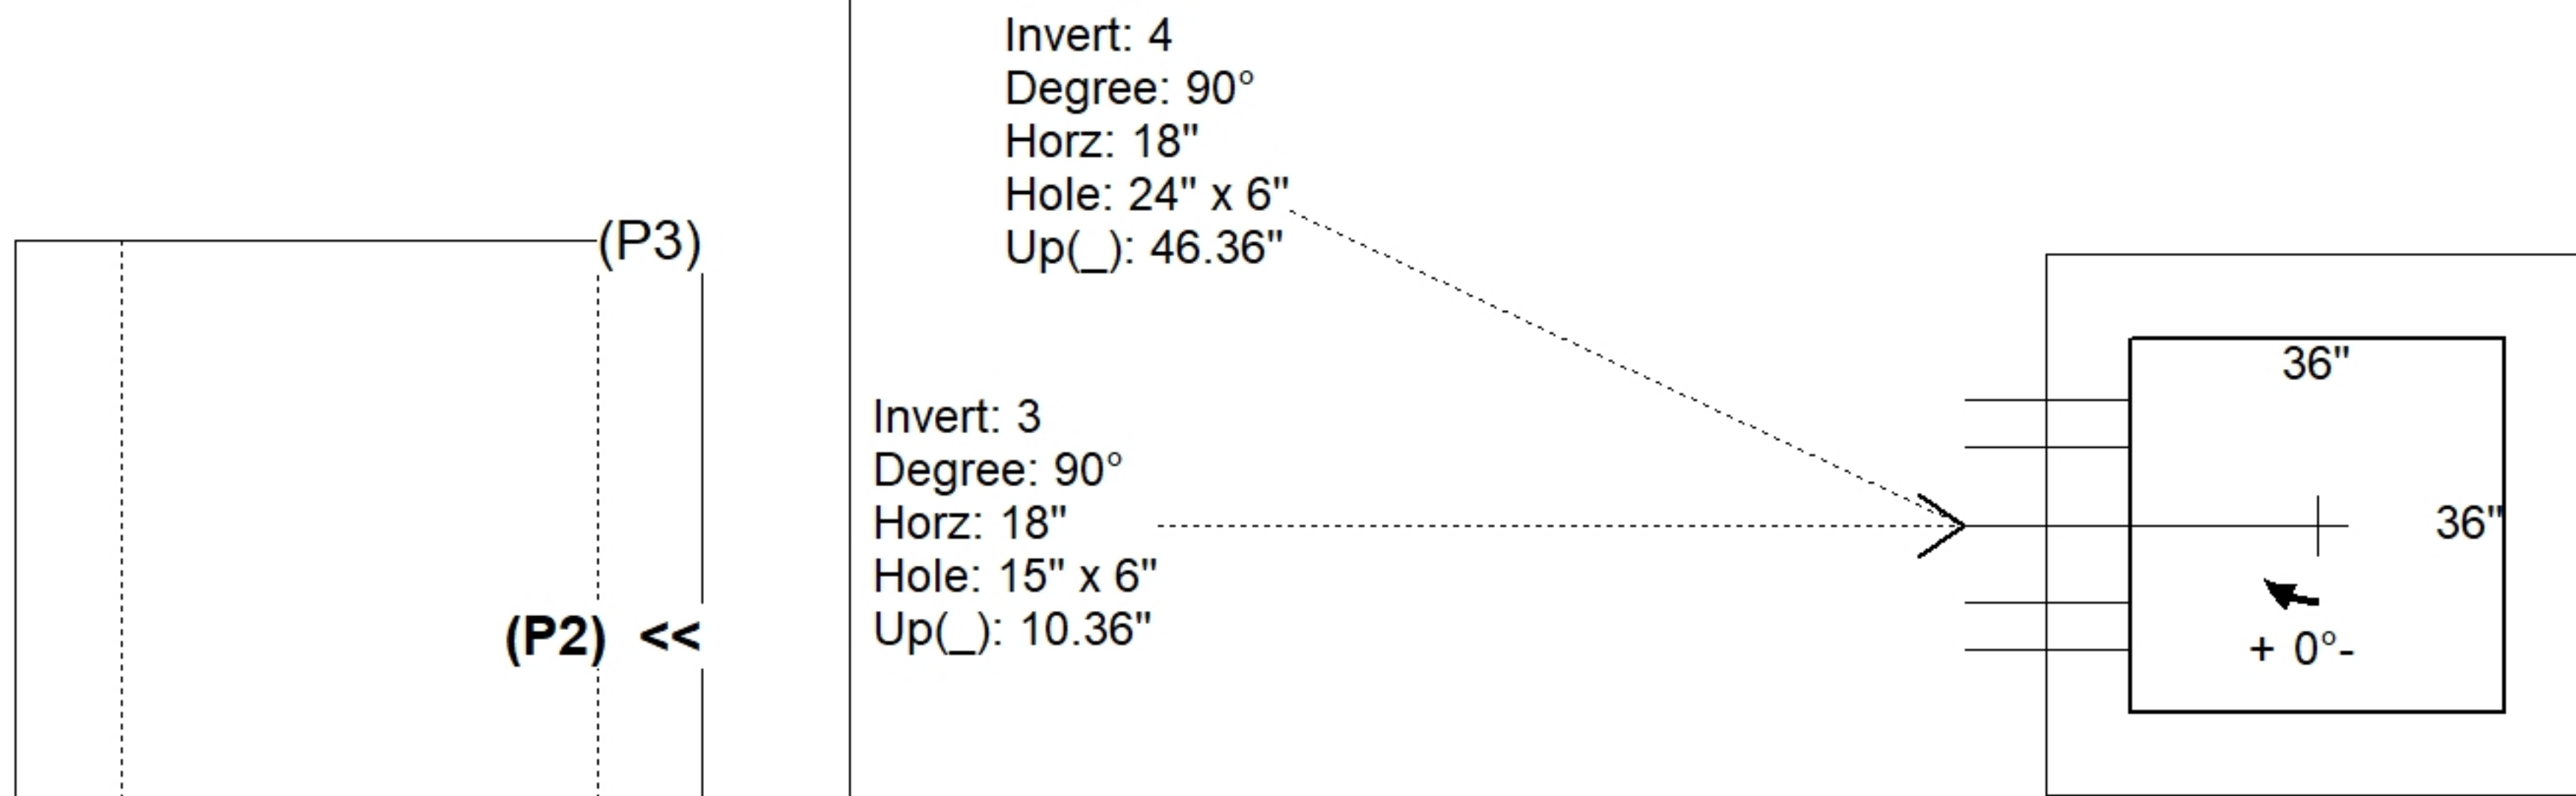 Invert: 4
Degree: 90°
Horz: 18"
Hole: 24" x 6"
Up(_): 46.36"
(P3)
36"
Invert: 3
Degree: 90°
Horz: 18"
Hole: 15" x 6"
Up(_): 10.36"
36"
(P2) <<
+ 0°-